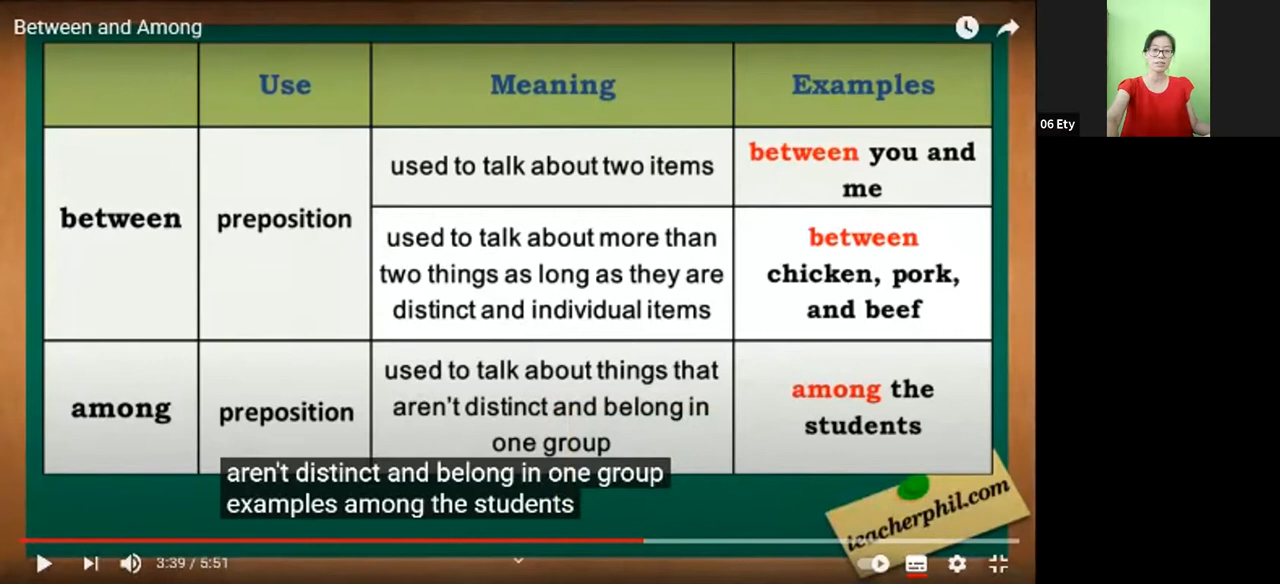 Between and Among
Use
Meaning
Examples
between
preposition
used to talk about two items
between you and
me
used to talk about more than
two things as long as they are
distinct and individual items
between
chicken, pork,
and beef
among
preposition
used to talk about things that
aren't distinct and belong in
one group
among the
students
aren't distinct and belong in one group
examples among the students
teacherphil.com
3:39 / 5:51
06 Ety